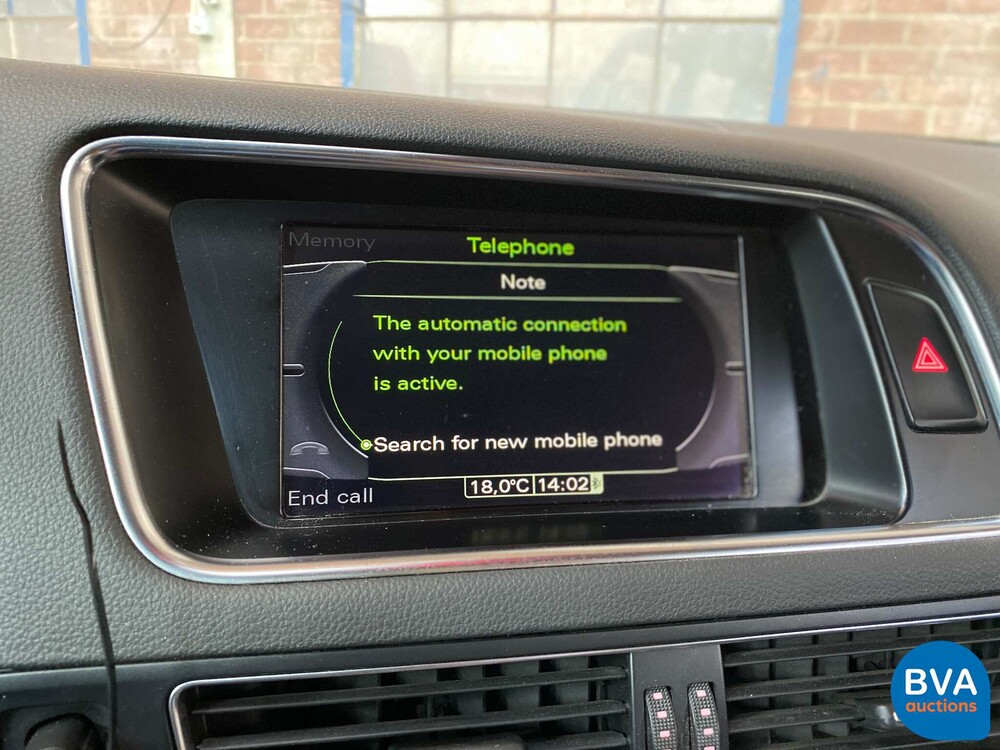 Memory
Telephone
Note
The automatic connection
with your mobile phone
is active.
Search for new mobile phone
18,0°C 14:02
End call
BVA
auctions